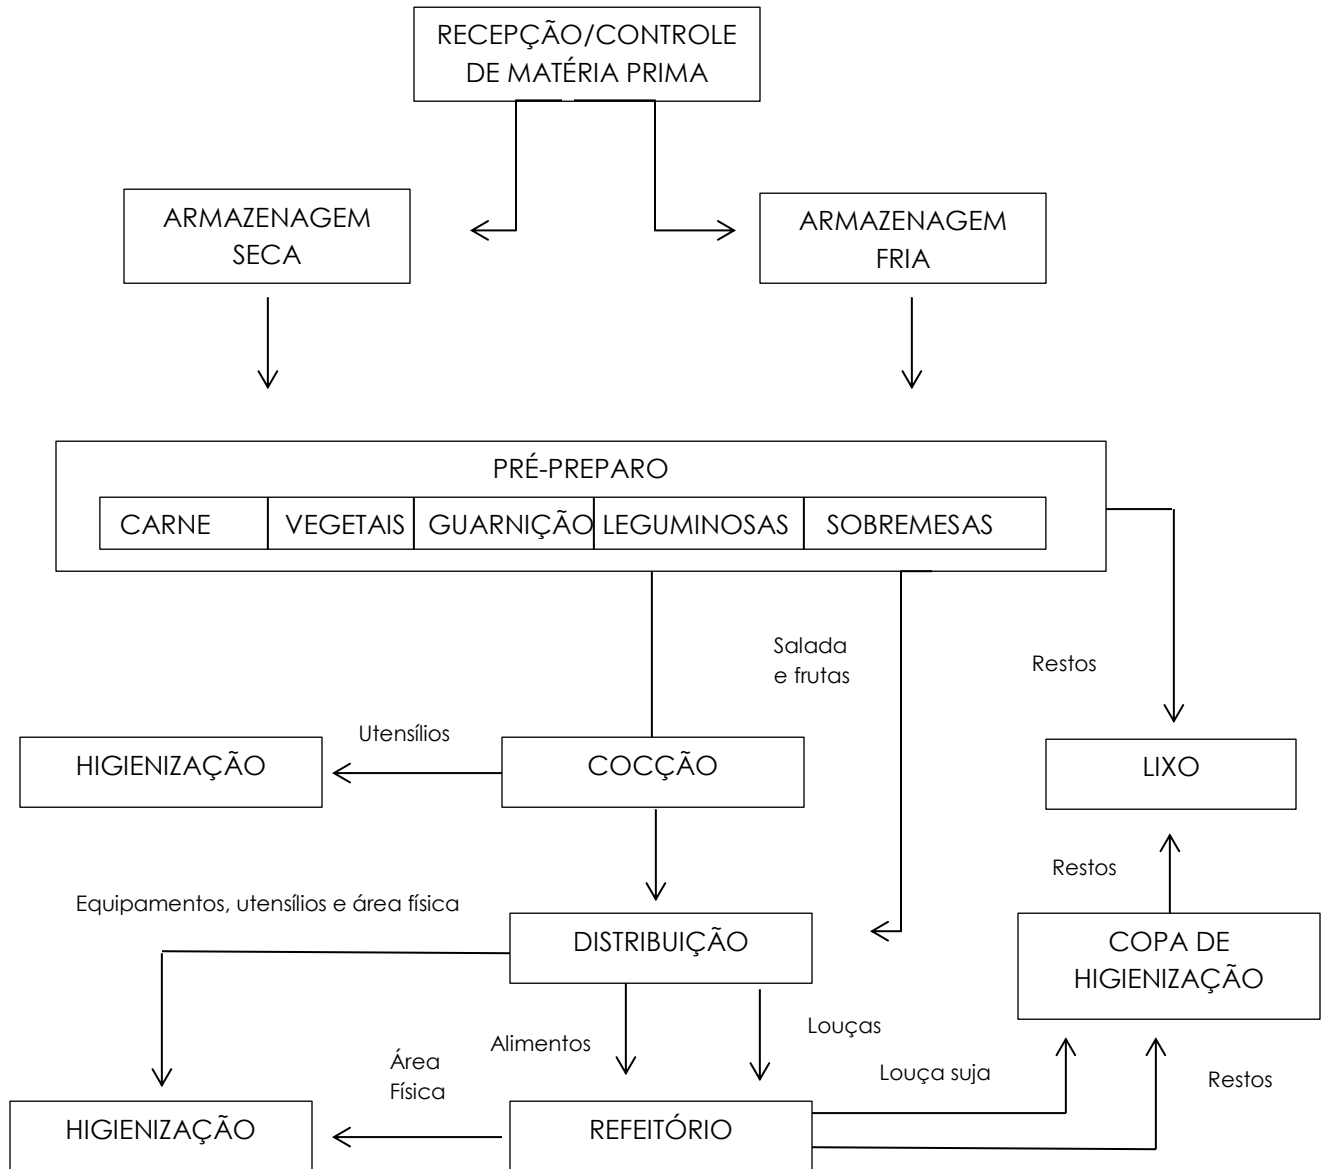 RECEPÇÃO/CONTROLE
DE MATÉRIA PRIMA
ARMAZENAGEM
SECA
ARMAZENAGEM
FRIA
PRÉ-PREPARO
CARNE
VEGETAIS
GUARNIÇÃO
LEGUMINOSAS
SOBREMESAS
Salada
e frutas
Restos
Utensílios
HIGIENIZAÇÃO
COCÇÃO
LIXO
Restos
Equipamentos, utensílios e área física
DISTRIBUIÇÃO
COPA DE
HIGIENIZAÇÃO
Louças
Alimentos
Área
Física
Louça suja
Restos
HIGIENIZAÇÃO
REFEITÓRIO